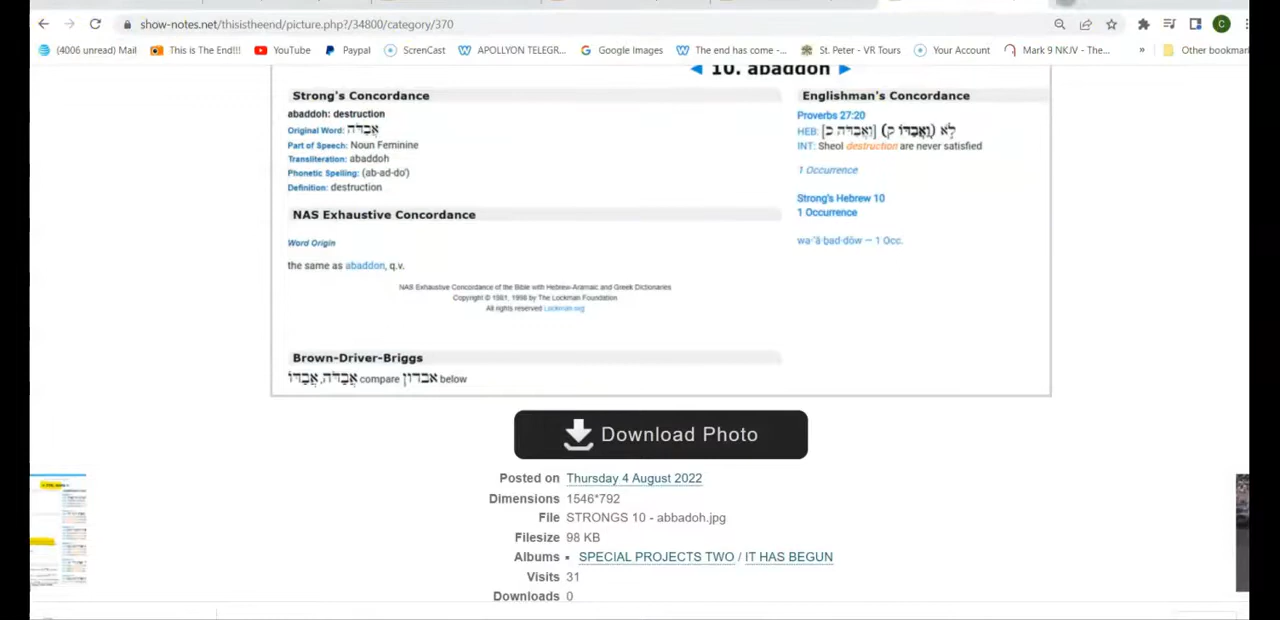 show-notes.net/thisistheend/picture.php?/34800/category/370
C
(4006 unread) Mail This is The End!!! YouTube Paypal ScrenCast APOLLYON TELEGR... Google Images The end has come -... St. Peter - VR Tours Your Account Mark 9 NKJV - The... » Other bookmar
◄ 10. abaddoh ►
Strong's Concordance
abaddoh: destruction
Original Word: אֲבַדֹּה
Part of Speech: Noun Feminine
Transliteration: abaddoh
Phonetic Spelling: (ab-ad-do')
Definition: destruction
NAS Exhaustive Concordance
Word Origin
the same as abaddon, q.v.
NAS Exhaustive Concordance of the Bible with Hebrew-Aramaic and Greek Dictionaries
Copyright © 1981, 1998 by The Lockman Foundation
All rights reserved Lockman.org
Brown-Driver-Briggs
אֲבַדֹּה, אֲבַדּוֹ compare אבדון below
Englishman's Concordance
Proverbs 27:20
HEB: לֹ֣א (וַאֲבַדּוֹ ק) [וַאֲבַדֹּה כ]
INT: Sheol destruction are never satisfied
1 Occurrence
Strong's Hebrew 10
1 Occurrence
wa·'ă·ḇad·dōw — 1 Occ.
Download Photo
Posted on Thursday 4 August 2022
Dimensions 1546*792
File STRONGS 10 - abbadoh.jpg
Filesize 98 KB
Albums ▪ SPECIAL PROJECTS TWO / IT HAS BEGUN
Visits 31
Downloads 0